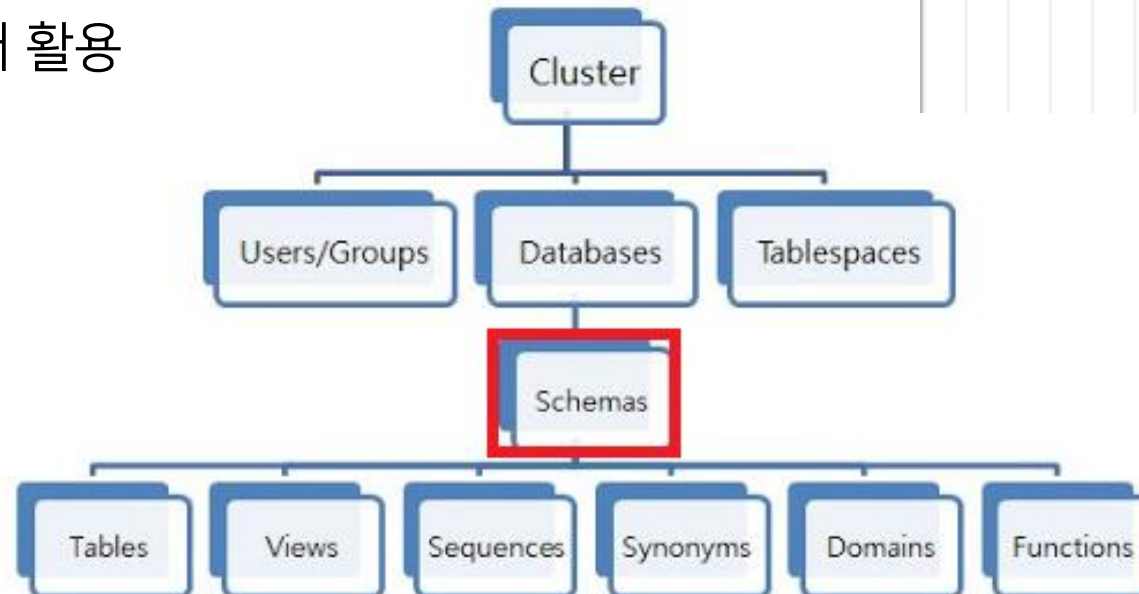 활용
Cluster
Users/Groups Databases Tablespaces
Schemas
Tables Views Sequences Synonyms Domains Functions